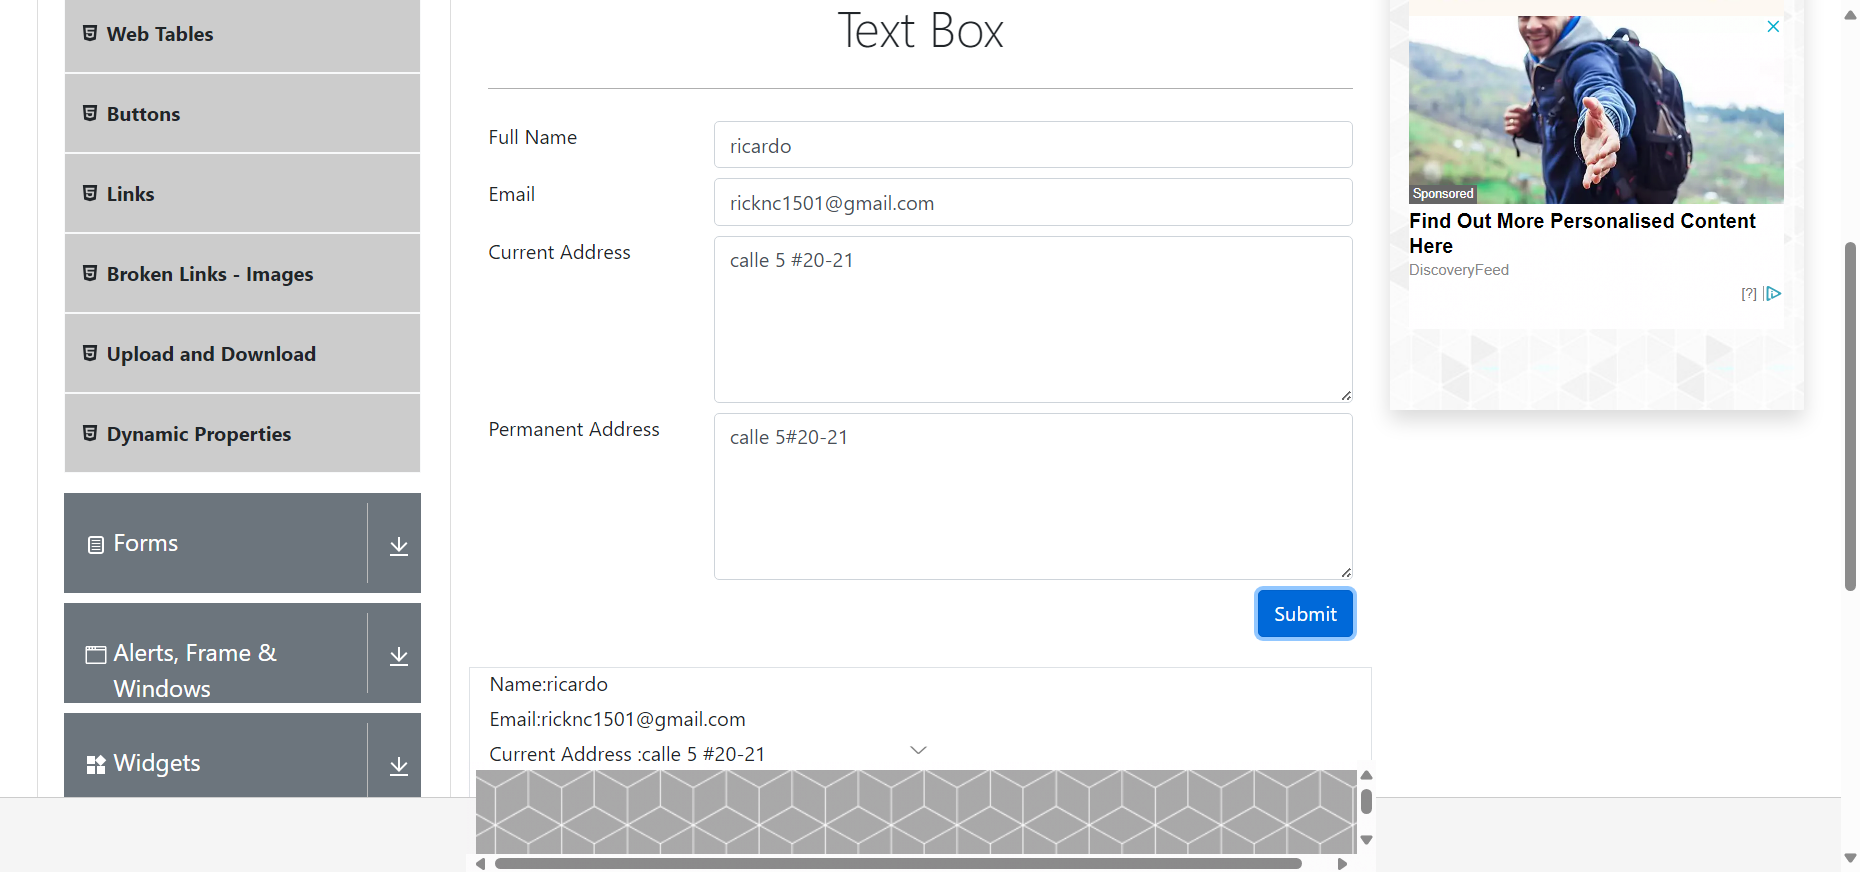 Web Tables
Buttons
Links
Broken Links - Images
Upload and Download
Dynamic Properties
Forms
Alerts, Frame &
Windows
Widgets
Text Box
Full Name
ricardo
Email
ricknc1501@gmail.com
Current Address
calle 5 #20-21
Permanent Address
calle 5#20-21
Submit
Name:ricardo
Email:ricknc1501@gmail.com
Current Address :calle 5 #20-21
Sponsored
Find Out More Personalised Content
Here
DiscoveryFeed
[?]